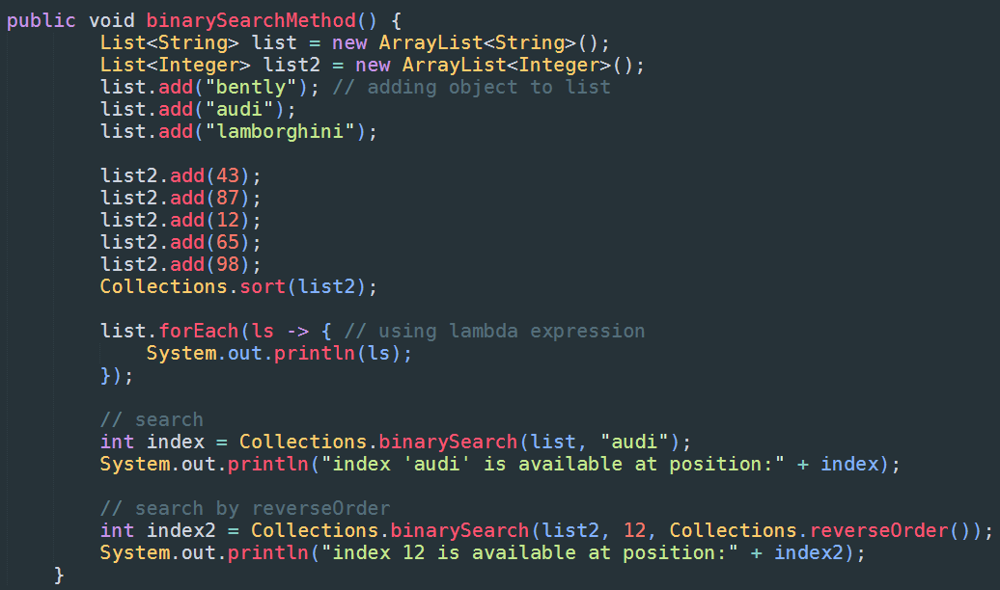 public void binarySearchMethod() {
List<String> list = new ArrayList<String>();
List<Integer> list2 = new ArrayList<Integer>();
list.add("bently"); // adding object to list
list.add("audi");
list.add("lamborghini");
list2.add(43);
list2.add(87);
list2.add(12);
list2.add(65);
list2.add(98);
Collections.sort(list2);
list.forEach(ls -> { // using lambda expression
System.out.println(ls);
});
// search
int index = Collections.binarySearch(list, "audi");
System.out.println("index 'audi' is available at position:" + index);
// search by reverseOrder
int index2 = Collections.binarySearch(list2, 12, Collections.reverseOrder());
System.out.println("index 12 is available at position:" + index2);
}